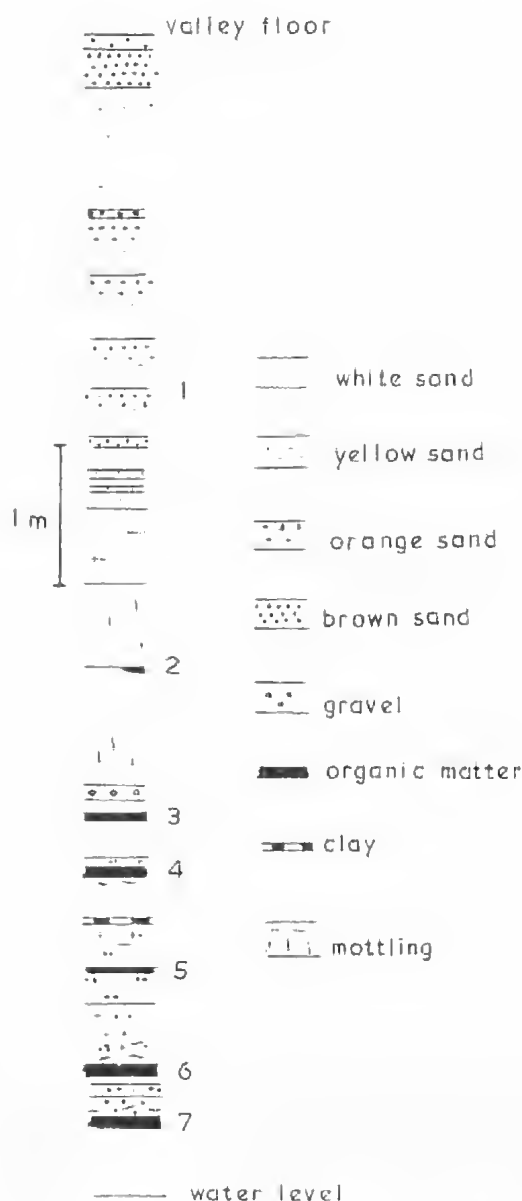 valley floor
1
white sand
yellow sand
1 m
orange sand
brown sand
2
gravel
organic matter
3
clay
4
mottling
5
6
7
water level